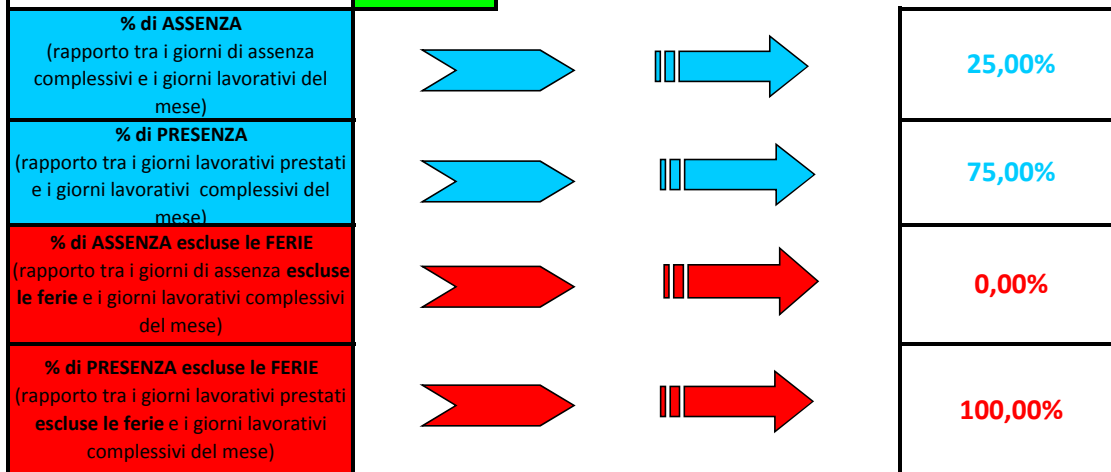 % di ASSENZA
(rapporto tra i giorni di assenza
complessivi e i giorni lavorativi del
mese)
25,00%
% di PRESENZA
(rapporto tra i giorni lavorativi prestati
e i giorni lavorativi complessivi del
mese)
75,00%
% di ASSENZA escluse le FERIE
(rapporto tra i giorni di assenza escluse
le ferie e i giorni lavorativi complessivi
del mese)
0,00%
% di PRESENZA escluse le FERIE
(rapporto tra i giorni lavorativi prestati
escluse le ferie e i giorni lavorativi
complessivi del mese)
100,00%